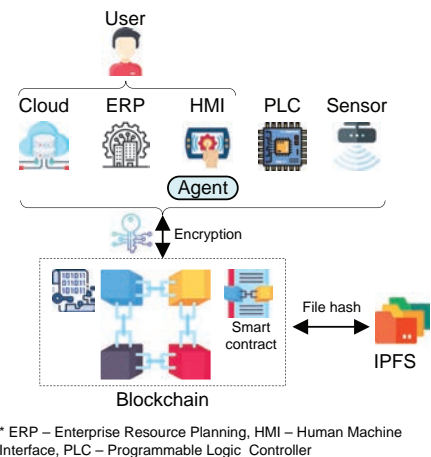 User
Cloud ERP HMI PLC Sensor
Agent
Encryption
Smart
contract
File hash
IPFS
Blockchain
* ERP – Enterprise Resource Planning, HMI – Human Machine
Interface, PLC – Programmable Logic Controller